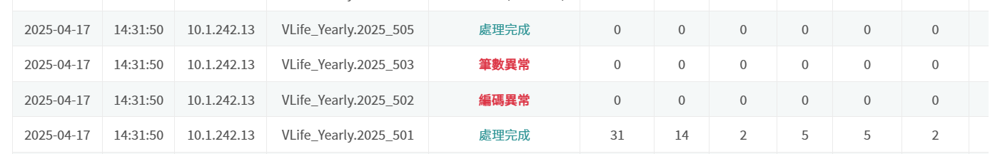 2025-04-17 14:31:50 10.1.242.13 VLife_Yearly.2025_505 處理完成 0 0 0 0 0 0
2025-04-17 14:31:50 10.1.242.13 VLife_Yearly.2025_503 筆數異常 0 0 0 0 0 0
2025-04-17 14:31:50 10.1.242.13 VLife_Yearly.2025_502 編碼異常 0 0 0 0 0 0
2025-04-17 14:31:50 10.1.242.13 VLife_Yearly.2025_501 處理完成 31 14 2 5 5 2